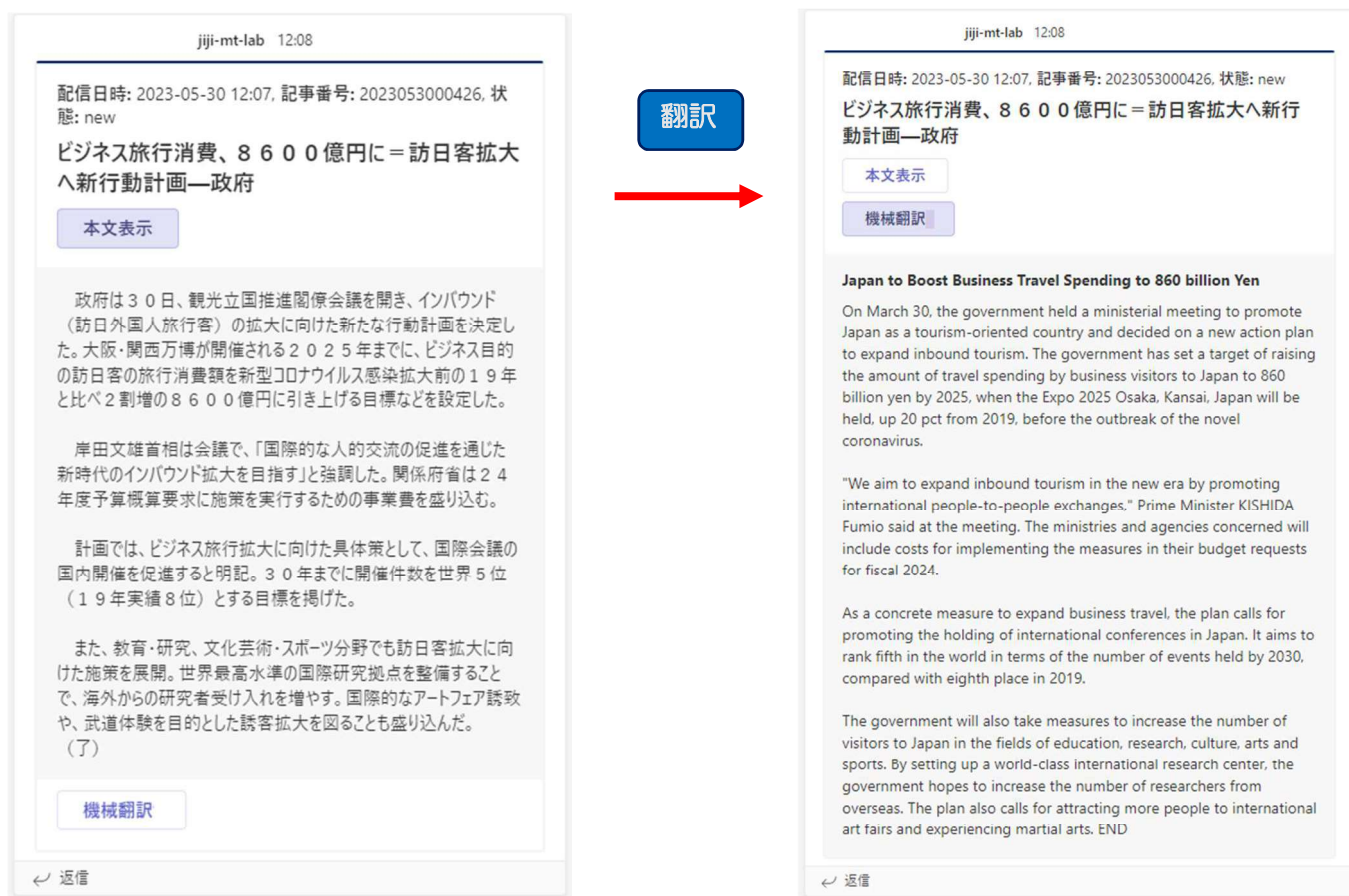 jiji-mt-lab 12:08
配信日時: 2023-05-30 12:07, 記事番号: 2023053000426, 状
態: new
ビジネス旅行消費、８６００億円に＝訪日客拡大
へ新行動計画―政府
本文表示
政府は３０日、観光立国推進閣僚会議を開き、インバウンド
（訪日外国人旅行客）の拡大に向けた新たな行動計画を決定し
た。大阪・関西万博が開催される２０２５年までに、ビジネス目的
の訪日客の旅行消費額を新型コロナウイルス感染拡大前の１９年
と比べ２割増の８６００億円に引き上げる目標などを設定した。
岸田文雄首相は会議で、「国際的な人的交流の促進を通じた
新時代のインバウンド拡大を目指す」と強調した。関係府省は２４
年度予算概算要求に施策を実行するための事業費を盛り込む。
計画では、ビジネス旅行拡大に向けた具体策として、国際会議の
国内開催を促進すると明記。３０年までに開催件数を世界５位
（１９年実績８位）とする目標を掲げた。
また、教育・研究、文化芸術・スポーツ分野でも訪日客拡大に向
けた施策を展開。世界最高水準の国際研究拠点を整備すること
で、海外からの研究者受け入れを増やす。国際的なアートフェア誘致
や、武道体験を目的とした誘客拡大を図ることも盛り込んだ。
（了）
機械翻訳
返信
翻訳
jiji-mt-lab 12:08
配信日時: 2023-05-30 12:07, 記事番号: 2023053000426, 状態: new
ビジネス旅行消費、８６００億円に＝訪日客拡大へ新行
動計画―政府
本文表示
機械翻訳
Japan to Boost Business Travel Spending to 860 billion Yen
On March 30, the government held a ministerial meeting to promote
Japan as a tourism-oriented country and decided on a new action plan
to expand inbound tourism. The government has set a target of raising
the amount of travel spending by business visitors to Japan to 860
billion yen by 2025, when the Expo 2025 Osaka, Kansai, Japan will be
held, up 20 pct from 2019, before the outbreak of the novel
coronavirus.
"We aim to expand inbound tourism in the new era by promoting
international people-to-people exchanges," Prime Minister KISHIDA
Fumio said at the meeting. The ministries and agencies concerned will
include costs for implementing the measures in their budget requests
for fiscal 2024.
As a concrete measure to expand business travel, the plan calls for
promoting the holding of international conferences in Japan. It aims to
rank fifth in the world in terms of the number of events held by 2030,
compared with eighth place in 2019.
The government will also take measures to increase the number of
visitors to Japan in the fields of education, research, culture, arts and
sports. By setting up a world-class international research center, the
government hopes to increase the number of researchers from
overseas. The plan also calls for attracting more people to international
art fairs and experiencing martial arts. END
返信